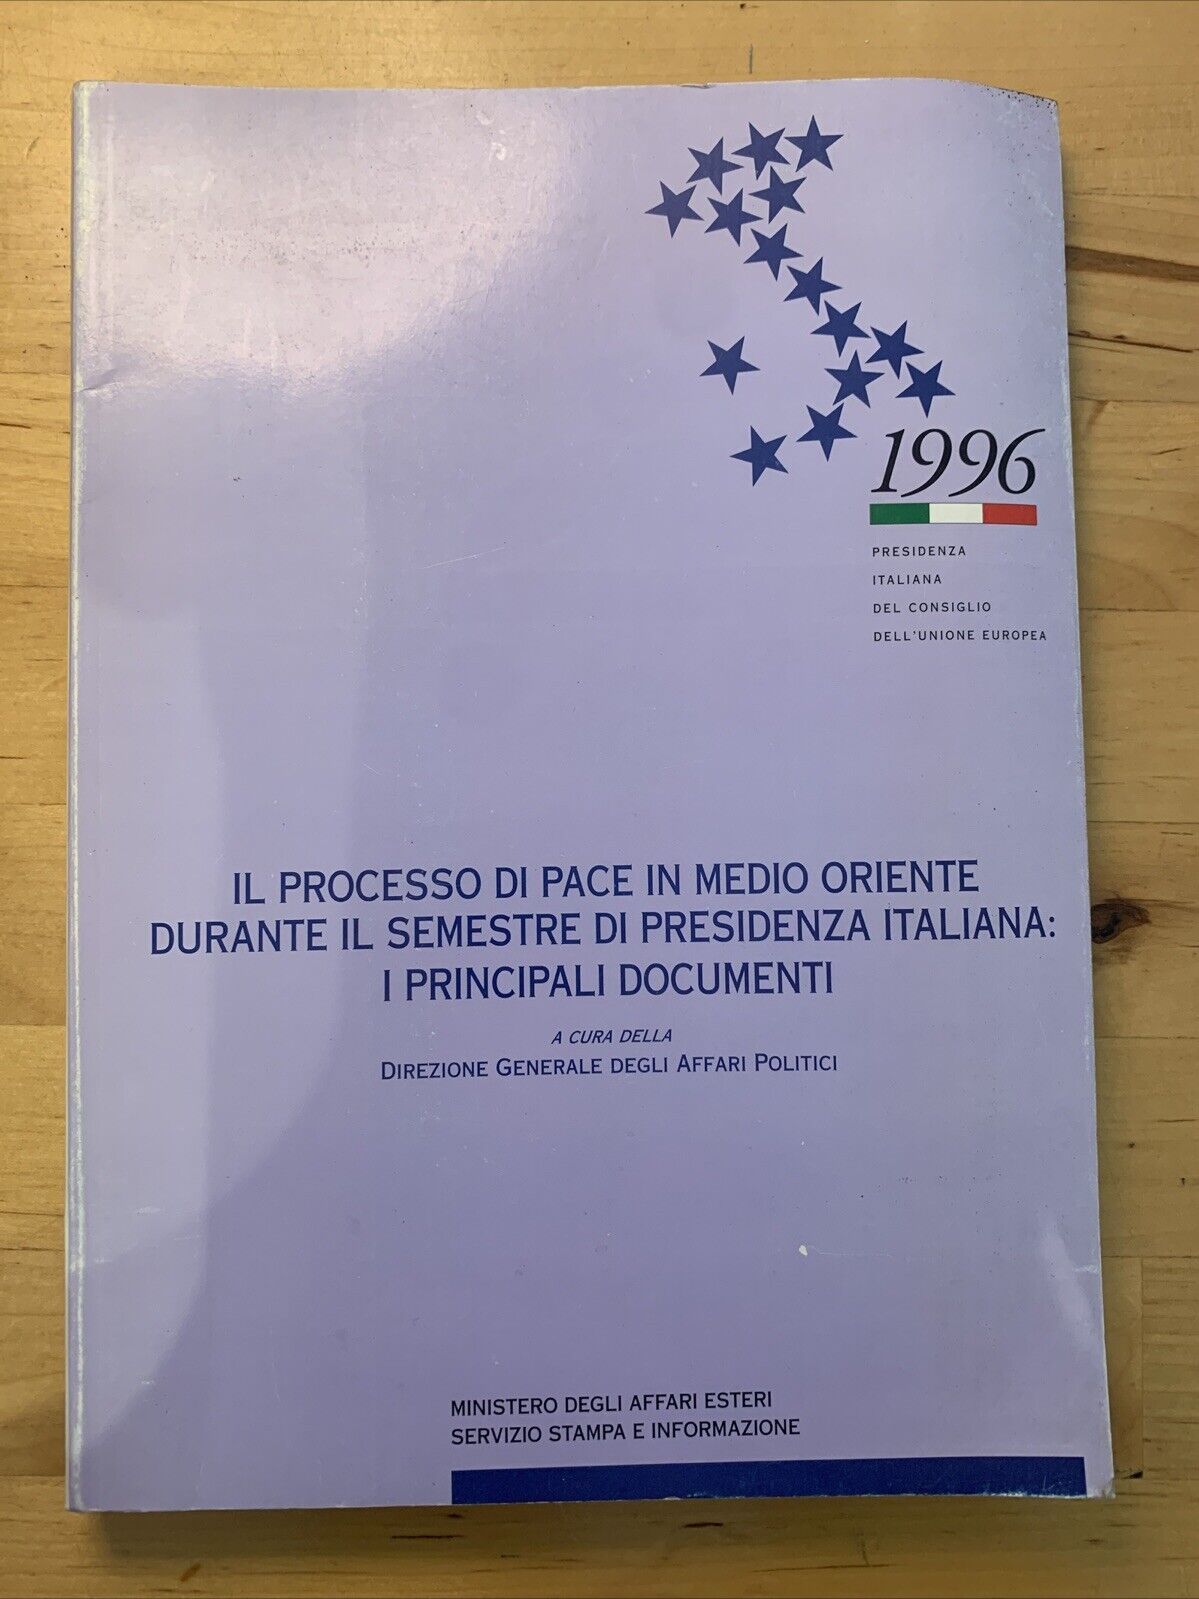 1996
PRESIDENZA
ITALIANA
DEL CONSIGLIO
DELL'UNIONE EUROPEA
IL PROCESSO DI PACE IN MEDIO ORIENTE
DURANTE IL SEMESTRE DI PRESIDENZA ITALIANA:
I PRINCIPALI DOCUMENTI
A CURA DELLA
DIREZIONE GENERALE DEGLI AFFARI POLITICI
MINISTERO DEGLI AFFARI ESTERI
SERVIZIO STAMPA E INFORMAZIONE